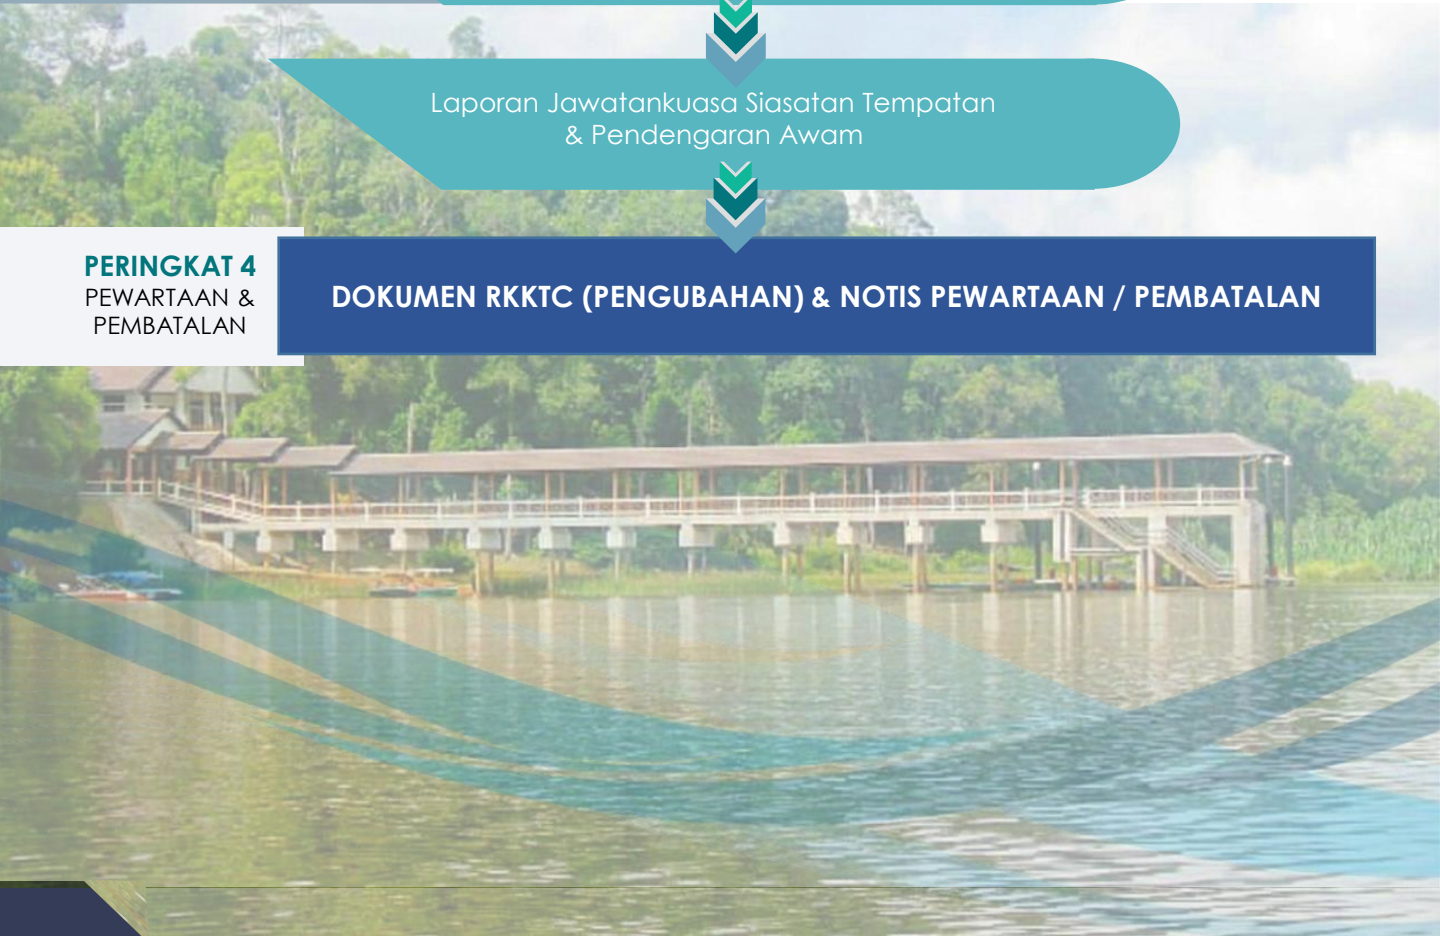 Laporan Jawatankuasa Siasatan Tempatan
& Pendengaran Awam
PERINGKAT 4
PEWARTAAN &
PEMBATALAN
DOKUMEN RKKTC (PENGUBAHAN) & NOTIS PEWARTAAN / PEMBATALAN